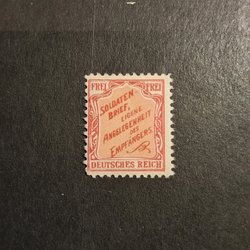 FREI FREI
SOLDATEN-
BRIEF,
EIGENE
ANGELEGENHEIT
DES
EMPFÄNGERS.
DEUTSCHES REICH